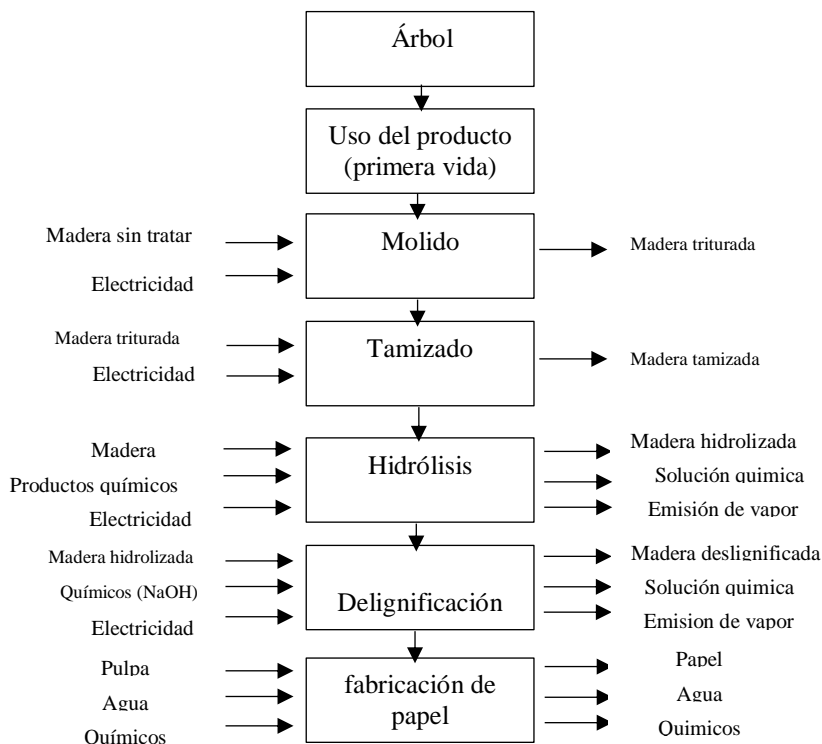 Árbol
Uso del producto
(primera vida)
Madera sin tratar
Electricidad
Molido
Madera triturada
Madera triturada
Electricidad
Tamizado
Madera tamizada
Madera
Productos químicos
Electricidad
Hidrólisis
Madera hidrolizada
Solución quimica
Emisión de vapor
Madera hidrolizada
Químicos (NaOH)
Electricidad
Delignificación
Madera deslignificada
Solución quimica
Emision de vapor
Pulpa
Agua
Químicos
fabricación de
papel
Papel
Agua
Quimicos